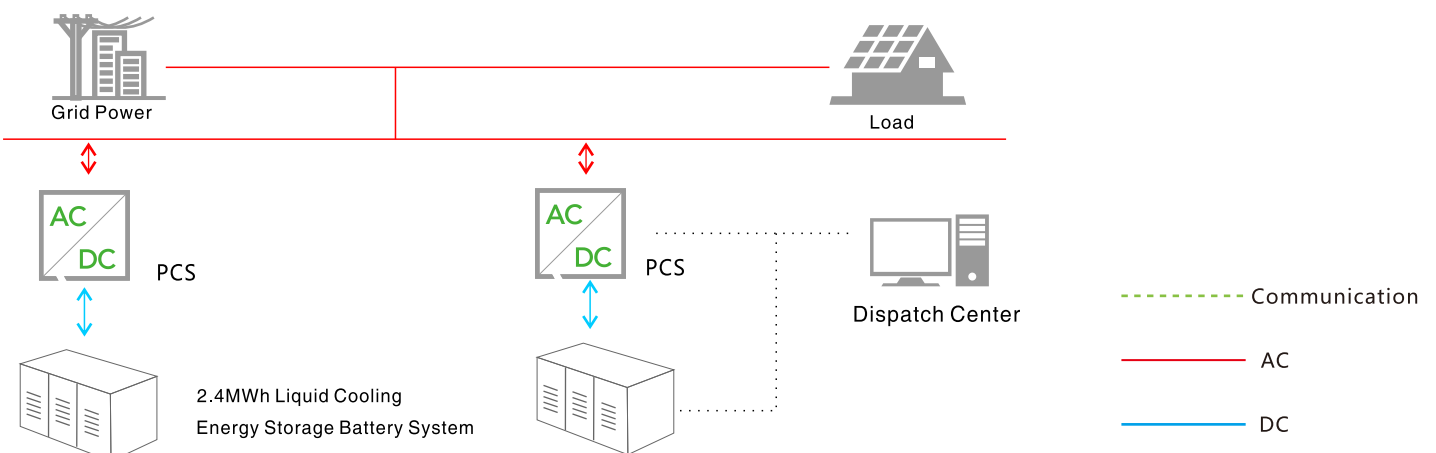 Grid Power
Load
AC
DC
PCS
AC
DC
PCS
Dispatch Center
Communication
AC
DC
2.4MWh Liquid Cooling
Energy Storage Battery System